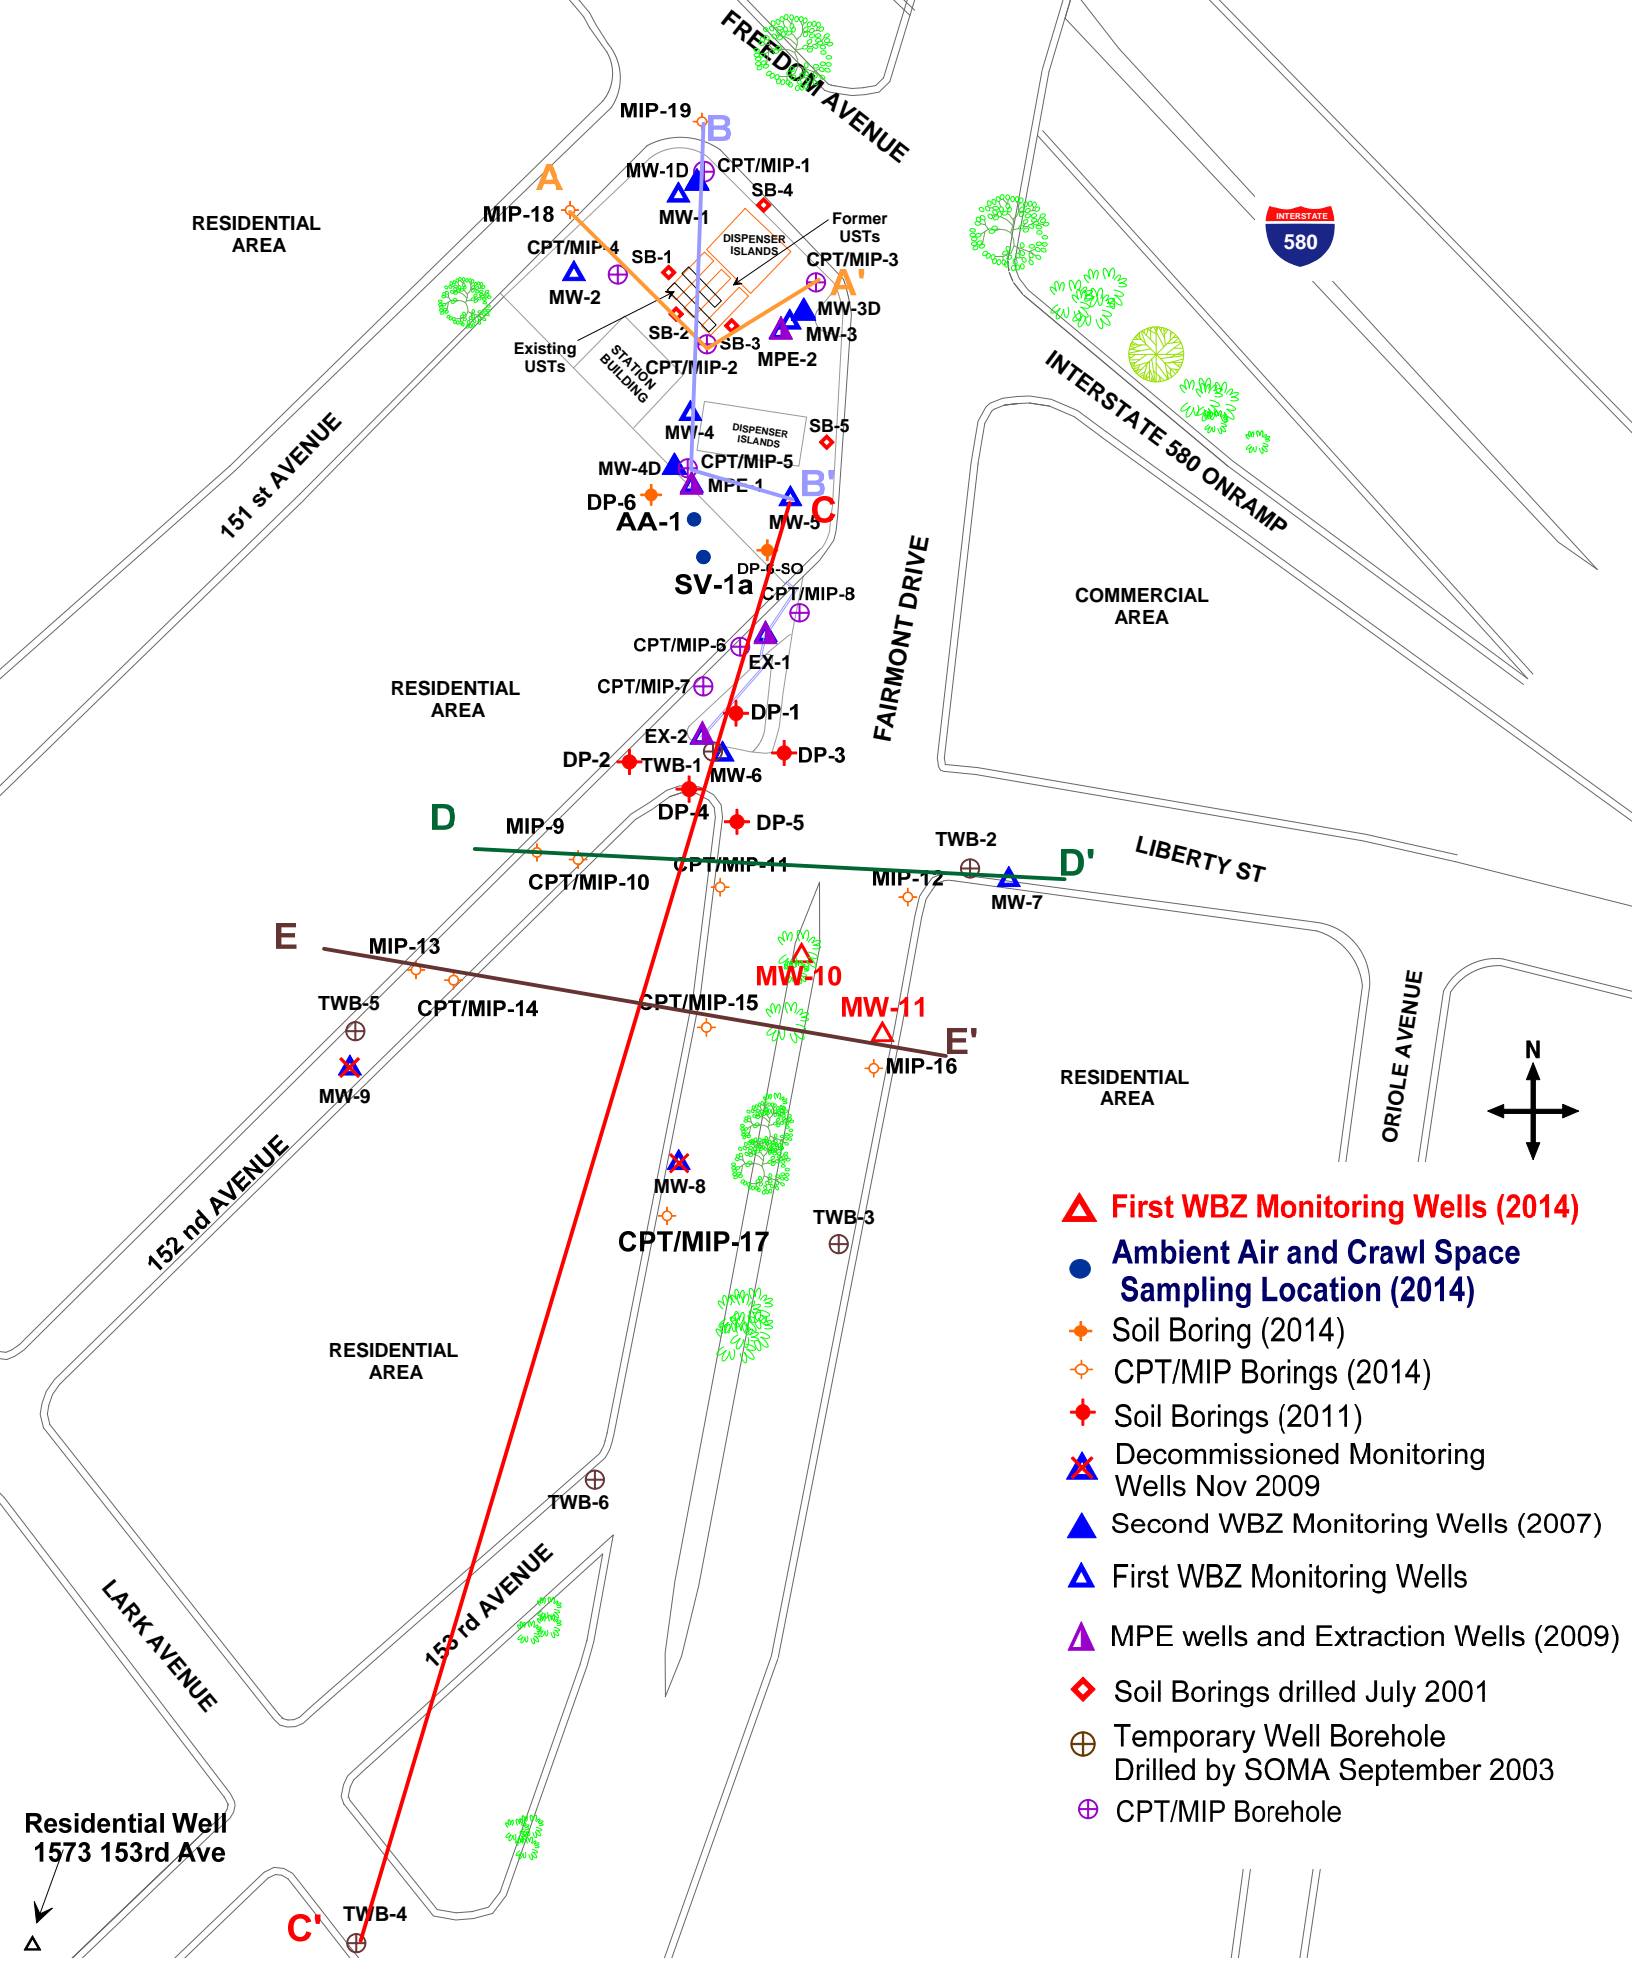 FREEDOM AVENUE
MIP-19
B
MW-1D
CPT/MIP-1
A
SB-4
MIP-18
MW-1
RESIDENTIAL
AREA
Former
USTs
INTERSTATE
580
DISPENSER
ISLANDS
CPT/MIP-4
SB-1
CPT/MIP-3
A'
MW-2
MW-3D
SB-2
MW-3
SB-3
Existing
USTs
MPE-2
CPT/MIP-2
STATION
BUILDING
INTERSTATE 580 ONRAMP
151 st AVENUE
MW-4
DISPENSER
ISLANDS
SB-5
MW-4D
CPT/MIP-5
MPE-1
B'
DP-6
C
AA-1
MW-5
DP-6-SO
SV-1a
CPT/MIP-8
COMMERCIAL
AREA
FAIRMONT DRIVE
CPT/MIP-6
EX-1
RESIDENTIAL
AREA
CPT/MIP-7
DP-1
EX-2
DP-2
TWB-1
MW-6
DP-3
DP-4
D
DP-5
MIP-9
TWB-2
LIBERTY ST
CPT/MIP-11
D'
CPT/MIP-10
MIP-12
MW-7
E
MIP-13
MW-10
TWB-5
CPT/MIP-14
CPT/MIP-15
MW-11
E'
ORIOLE AVENUE
N
MIP-16
RESIDENTIAL
AREA
MW-9
152 nd AVENUE
MW-8
TWB-3
CPT/MIP-17
First WBZ Monitoring Wells (2014)
Ambient Air and Crawl Space
Sampling Location (2014)
Soil Boring (2014)
RESIDENTIAL
AREA
CPT/MIP Borings (2014)
Soil Borings (2011)
Decommissioned Monitoring
Wells Nov 2009
TWB-6
Second WBZ Monitoring Wells (2007)
First WBZ Monitoring Wells
153 rd AVENUE
LARK AVENUE
MPE wells and Extraction Wells (2009)
Soil Borings drilled July 2001
Temporary Well Borehole
Drilled by SOMA September 2003
CPT/MIP Borehole
Residential Well
1573 153rd Ave
C'
TWB-4